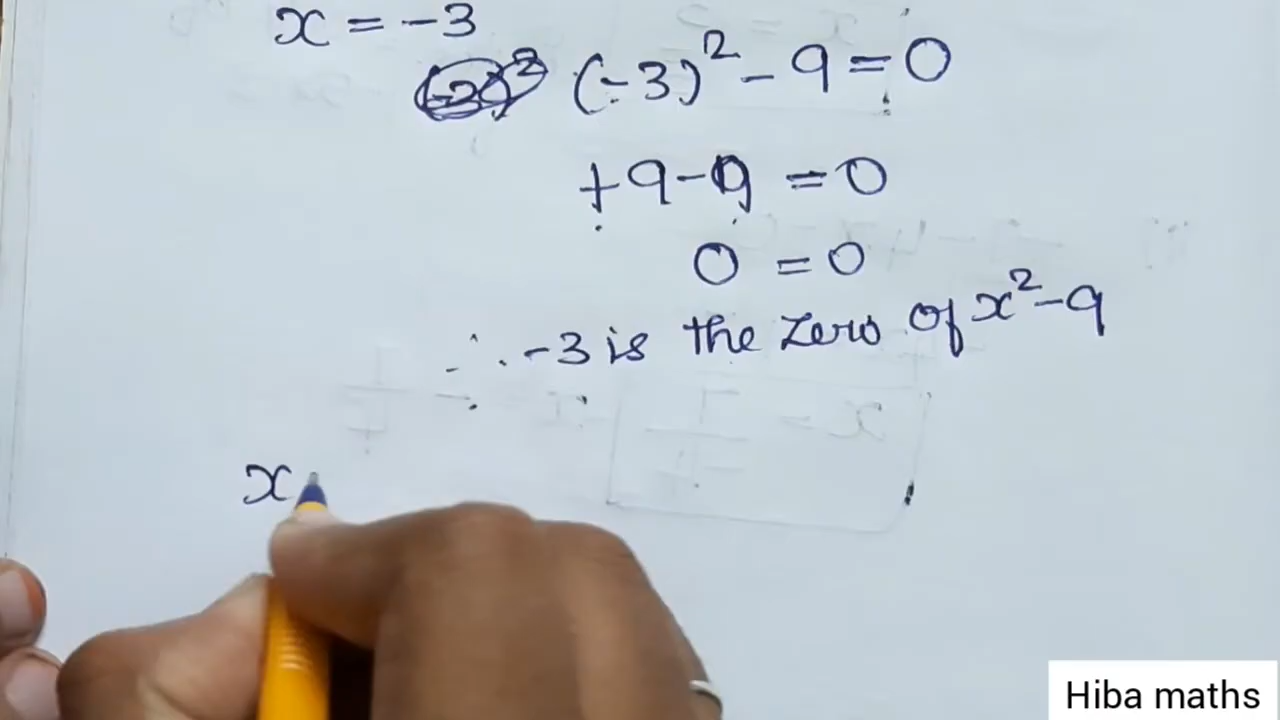 x = -3
(-3)² - 9 = 0
+9-9 = 0
0 = 0
∴ -3 is the zero of x²-9
x
Hiba maths